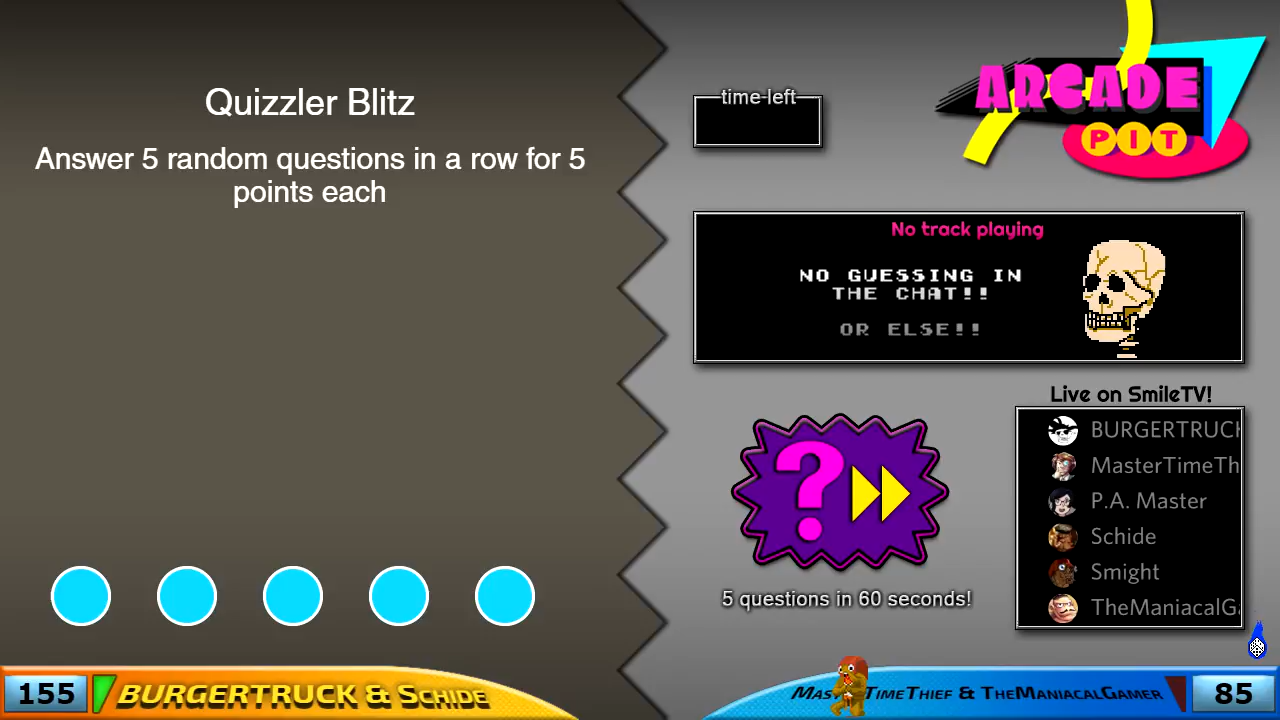 Quizzler Blitz
Answer 5 random questions in a row for 5
points each
time left
ARCADE
PIT
No track playing
NO GUESSING IN
THE CHAT!!
OR ELSE!!
?
5 questions in 60 seconds!
Live on SmileTV!
BURGERTRUCK
MasterTimeTh
P.A. Master
Schide
Smight
TheManiacalGa
155
BURGERTRUCK & SCHIDE
MAS TIMETHIEF & THEMANIACALGAMER
85